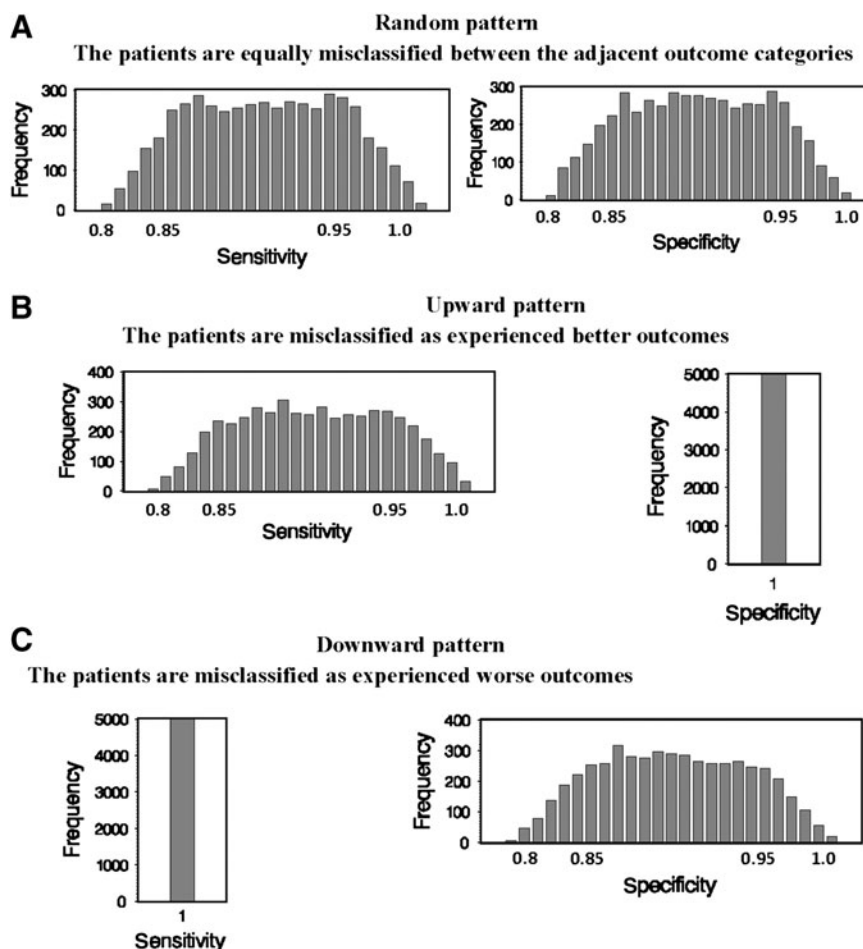 A
Random pattern
The patients are equally misclassified between the adjacent outcome categories
300
200
100
0
Frequency
0.8 0.85 0.95 1.0
Sensitivity
300
200
100
0
Frequency
0.8 0.85 0.95 1.0
Specificity
B
Upward pattern
The patients are misclassified as experienced better outcomes
400
300
200
100
0
Frequency
0.8 0.85 0.95 1.0
Sensitivity
5000
4000
3000
2000
1000
0
Frequency
1
Specificity
C
Downward pattern
The patients are misclassified as experienced worse outcomes
5000
4000
3000
2000
1000
0
Frequency
1
Sensitivity
400
300
200
100
0
Frequency
0.8 0.85 0.95 1.0
Specificity